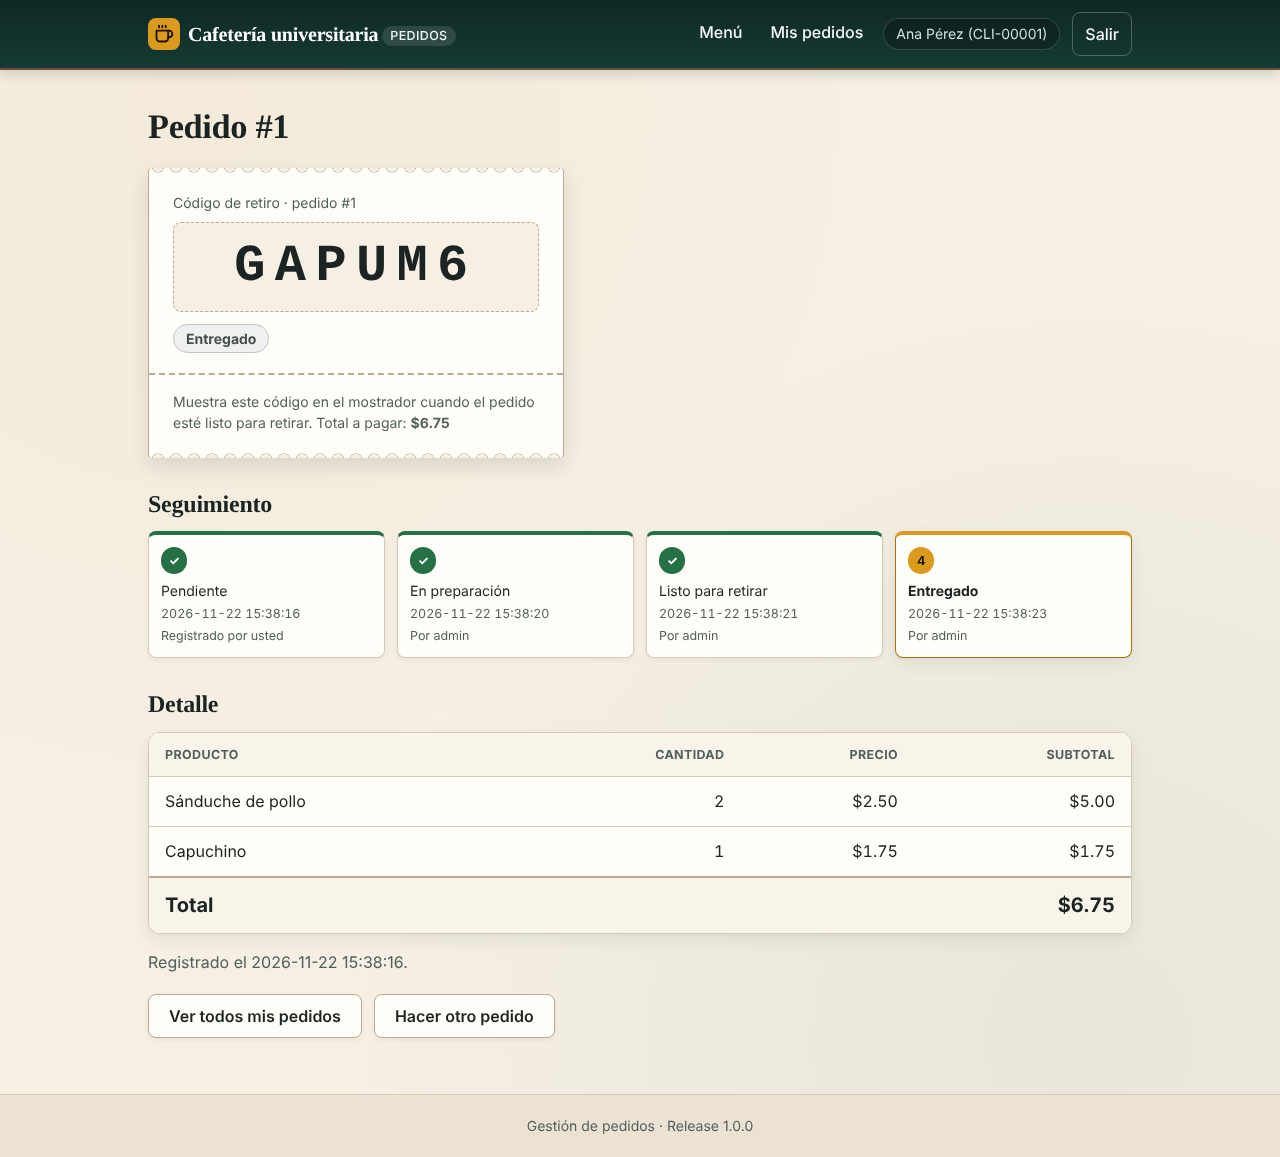 Cafetería universitaria PEDIDOS Menú Mis pedidos Ana Pérez (CLI-00001) Salir
Pedido #1
Código de retiro · pedido #1
GAPUM6
Entregado
Muestra este código en el mostrador cuando el pedido
esté listo para retirar. Total a pagar: $6.75
Seguimiento
Pendiente
2026-11-22 15:38:16
Registrado por usted
En preparación
2026-11-22 15:38:20
Por admin
Listo para retirar
2026-11-22 15:38:21
Por admin
4
Entregado
2026-11-22 15:38:23
Por admin
Detalle
PRODUCTO CANTIDAD PRECIO SUBTOTAL
Sánduche de pollo 2 $2.50 $5.00
Capuchino 1 $1.75 $1.75
Total $6.75
Registrado el 2026-11-22 15:38:16.
Ver todos mis pedidos Hacer otro pedido
Gestión de pedidos · Release 1.0.0